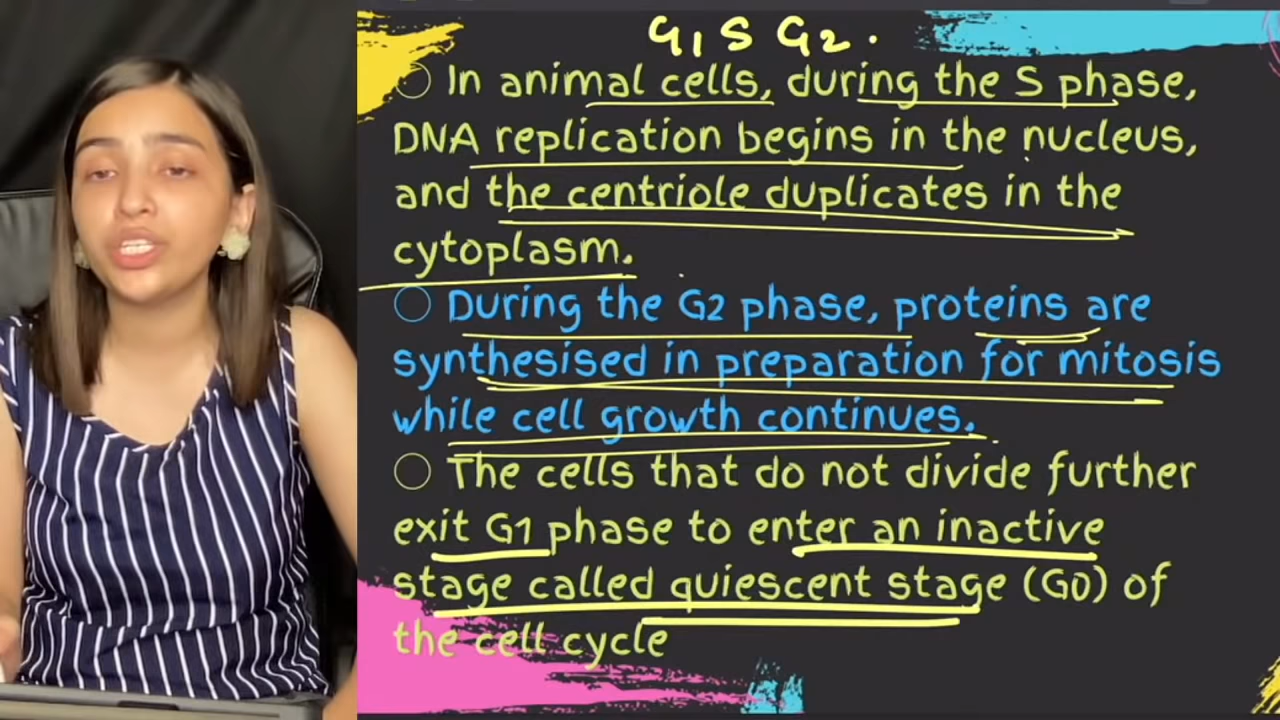 G1 S G2.
In animal cells, during the S phase,
DNA replication begins in the nucleus,
and the centriole duplicates in the
cytoplasm.
During the G2 phase, proteins are
synthesised in preparation for mitosis
while cell growth continues.
The cells that do not divide further
exit G1 phase to enter an inactive
stage called quiescent stage (G0) of
the cell cycle